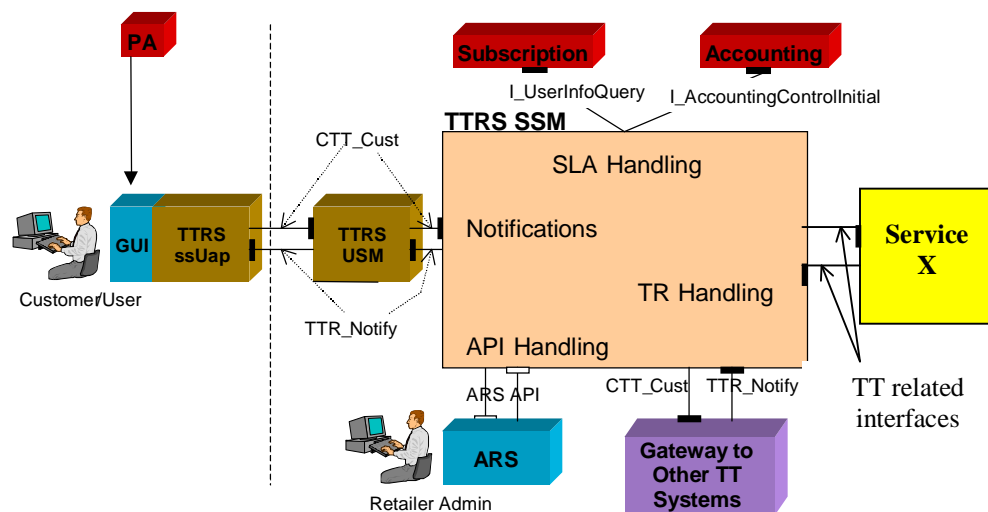 PA
Subscription
Accounting
I_UserInfoQuery
I_AccountingControlInitial
TTRS SSM
CTT_Cust
SLA Handling
GUI
TTRS
ssUap
TTRS
USM
Notifications
Service
X
Customer/User
TTR_Notify
TR Handling
API Handling
CTT_Cust
TTR_Notify
ARS API
TT related
interfaces
ARS
Gateway to
Other TT
Systems
Retailer Admin